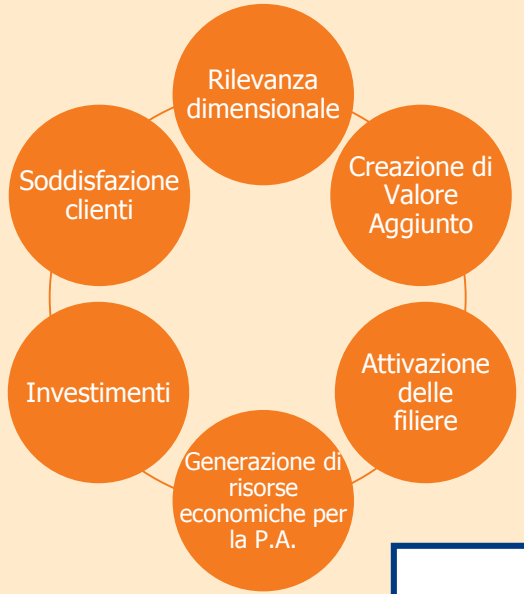 Rilevanza
dimensionale
Creazione di
Valore
Aggiunto
Attivazione
delle
filiere
Generazione di
risorse
economiche per
la P.A.
Investimenti
Soddisfazione
clienti